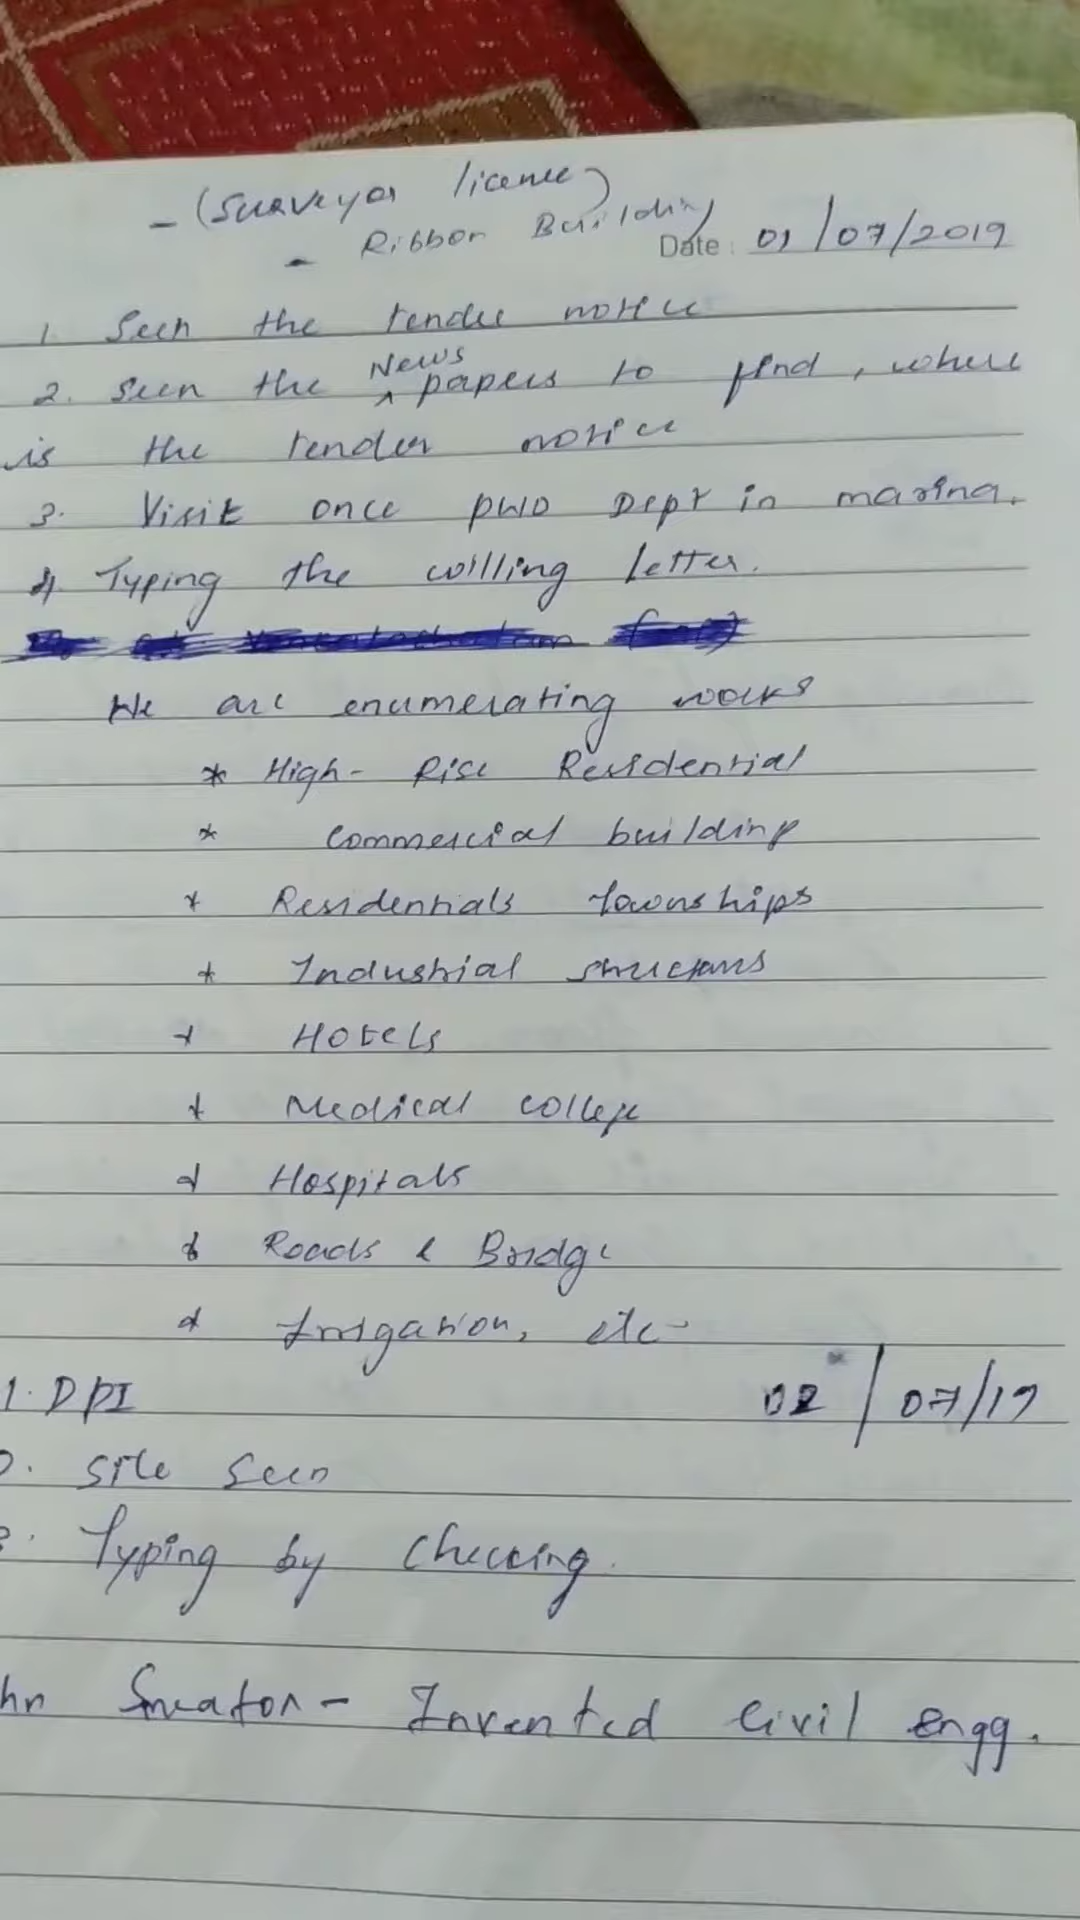 - (Surveyor license)
- Ribbon Building
Date : 01/07/2019
1. Seen the tender notice
2. Seen the News papers to find, where
is the tender notice
3. Visit once PWD Dept in marina.
4. Typing the willing letter.
We are enumerating works
* High-Rise Residential
* Commercial building
* Residentials townships
* Industrial structures
* Hotels
* Medical college
* Hospitals
* Roads & Bridge
* Irrigation, etc-
1. DPI 02/07/19
2. Site Seen
3. Typing by checking.
hn Smeaton - Invented Civil engg.